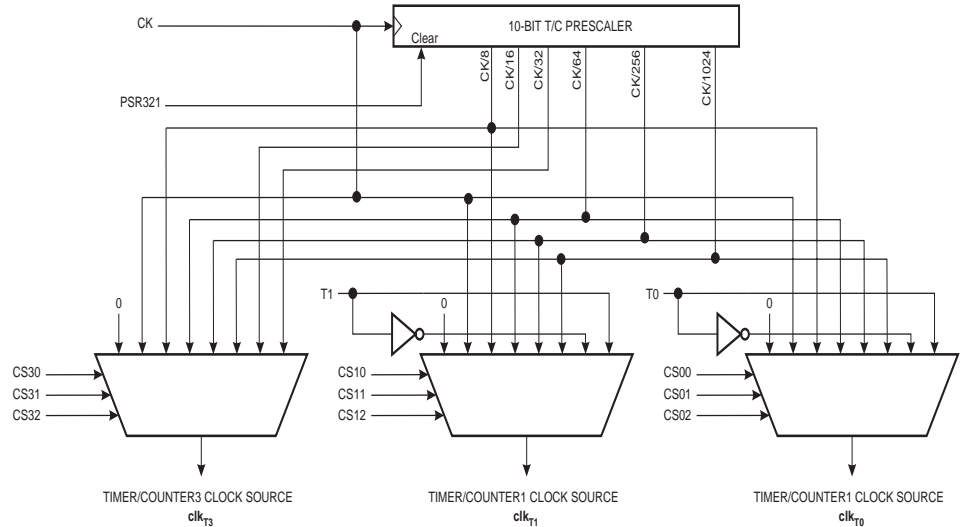 CK
10-BIT T/C PRESCALER
Clear
CK/8
CK/16
CK/32
CK/64
CK/256
CK/1024
PSR321
0
T1
0
T0
0
CS30
CS31
CS32
CS10
CS11
CS12
CS00
CS01
CS02
TIMER/COUNTER3 CLOCK SOURCE
clkT3
TIMER/COUNTER1 CLOCK SOURCE
clkT1
TIMER/COUNTER1 CLOCK SOURCE
clkT0